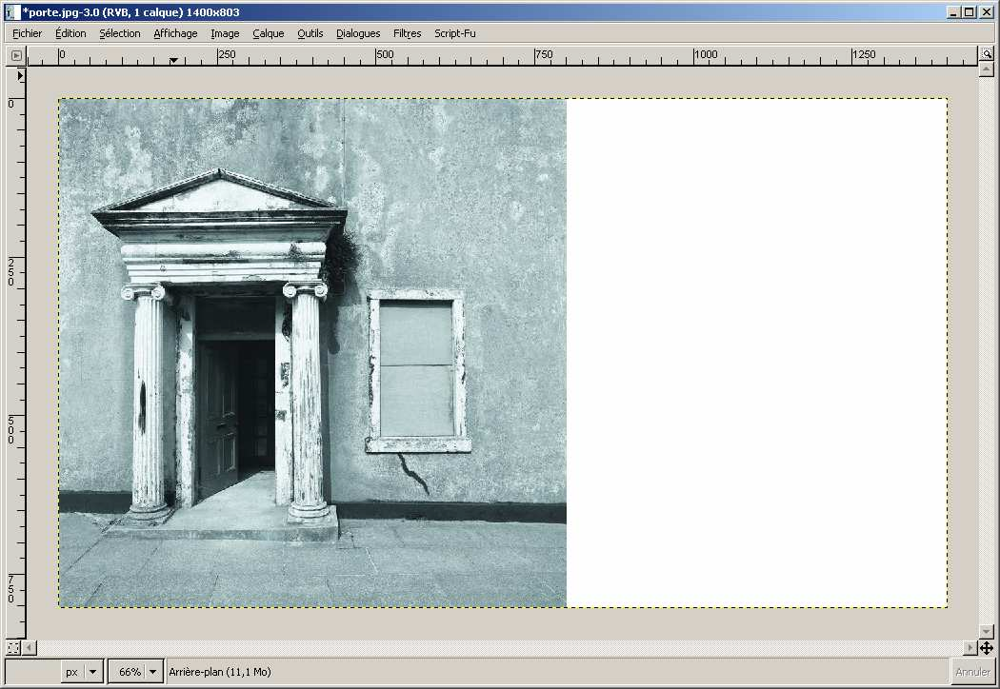 *porte.jpg-3.0 (RVB, 1 calque) 1400x803
Fichier Édition Sélection Affichage Image Calque Outils Dialogues Filtres Script-Fu
0 250 500 750 1000 1250
0
250
500
750
px 66% Arrière-plan (11,1 Mo) Annuler